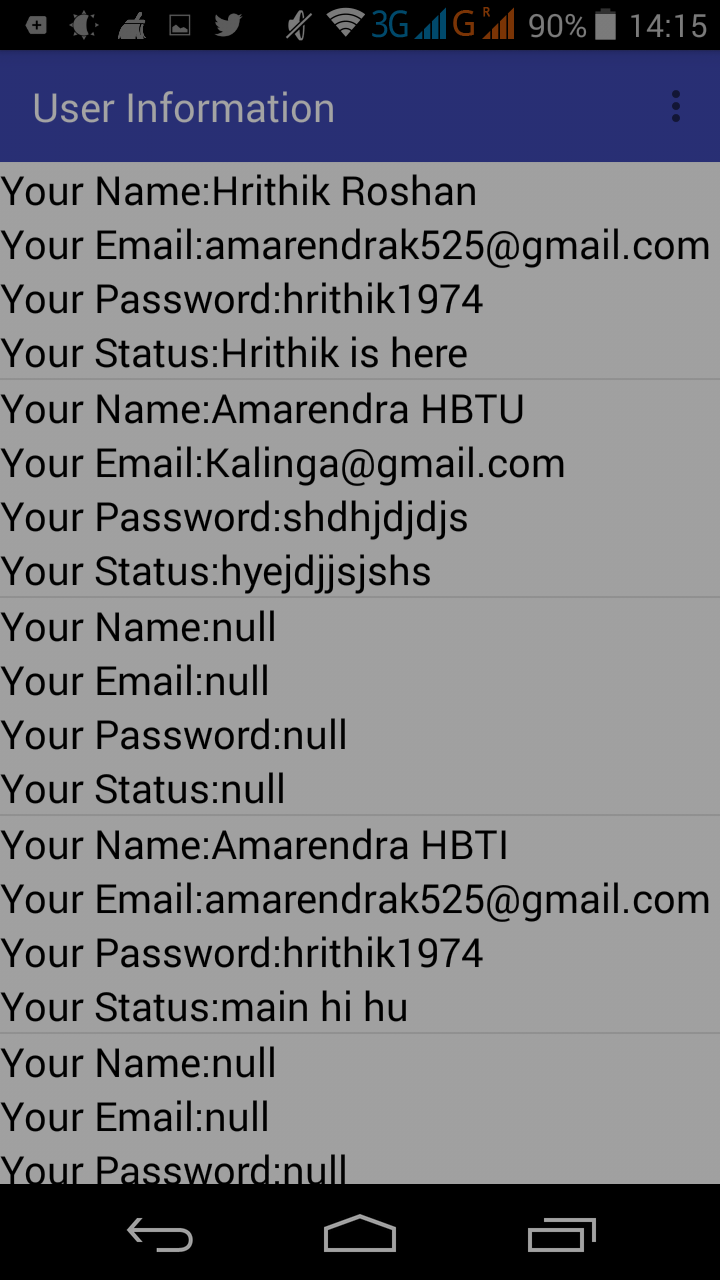 3G G R 90% 14:15
User Information
Your Name:Hrithik Roshan
Your Email:amarendrak525@gmail.com
Your Password:hrithik1974
Your Status:Hrithik is here
Your Name:Amarendra HBTU
Your Email:Kalinga@gmail.com
Your Password:shdhjdjdjs
Your Status:hyejdjjsjshs
Your Name:null
Your Email:null
Your Password:null
Your Status:null
Your Name:Amarendra HBTI
Your Email:amarendrak525@gmail.com
Your Password:hrithik1974
Your Status:main hi hu
Your Name:null
Your Email:null
Your Password:null